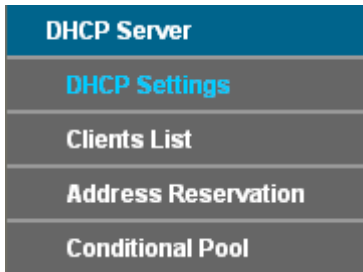 DHCP Server
DHCP Settings
Clients List
Address Reservation
Conditional Pool